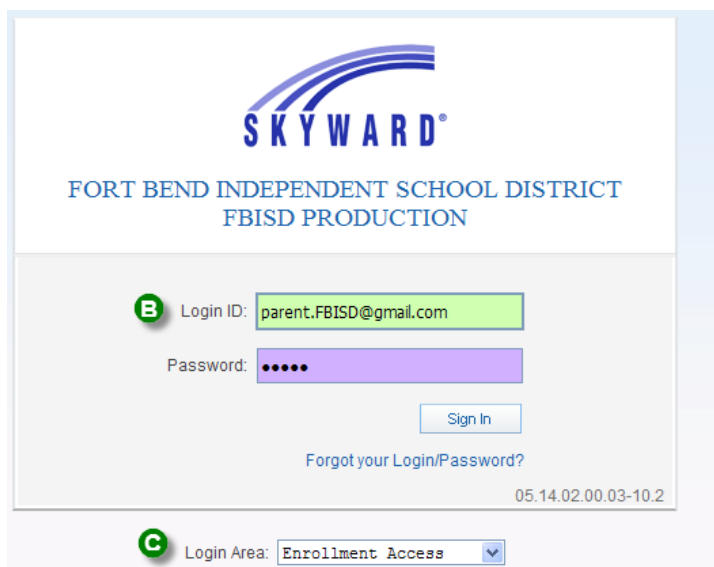 SKYWARD®
FORT BEND INDEPENDENT SCHOOL DISTRICT
FBISD PRODUCTION
B Login ID: parent.FBISD@gmail.com
Password: •••••
Sign In
Forgot your Login/Password?
05.14.02.00.03-10.2
C Login Area: Enrollment Access